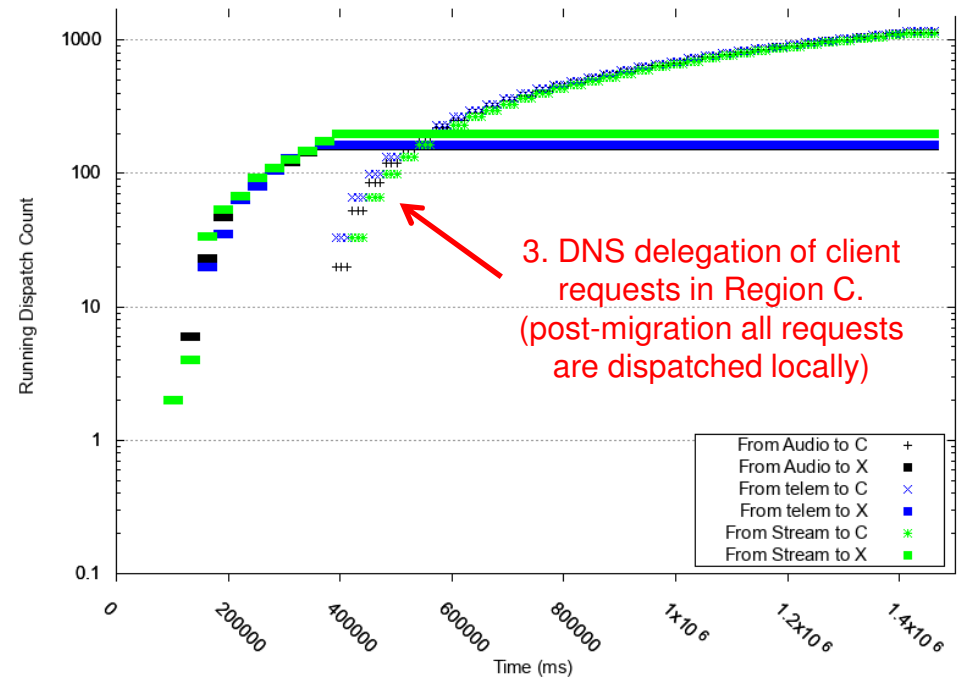 1000
100
10
1
0.1
Running Dispatch Count
3. DNS delegation of client
requests in Region C.
(post-migration all requests
are dispatched locally)
From Audio to C
From Audio to X
From telem to C
From telem to X
From Stream to C
From Stream to X
0
200000
400000
600000
800000
1x10^6
1.2x10^6
1.4x10^6
Time (ms)